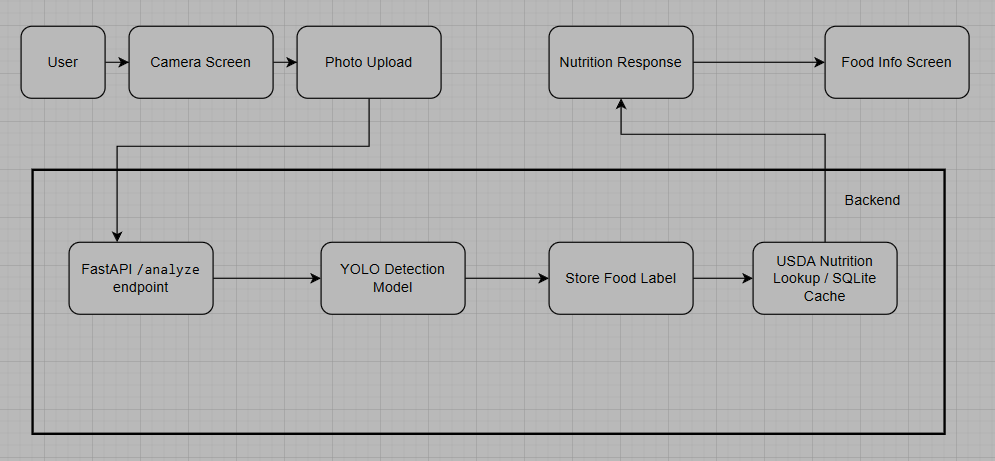 User
Camera Screen
Photo Upload
Nutrition Response
Food Info Screen
Backend
FastAPI /analyze
endpoint
YOLO Detection
Model
Store Food Label
USDA Nutrition
Lookup / SQLite
Cache